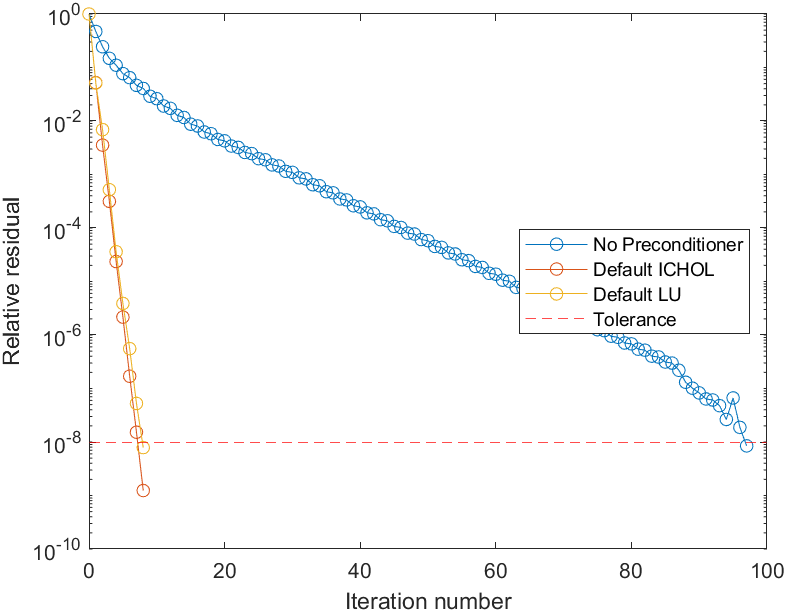 10^0
10^-2
10^-4
10^-6
10^-8
10^-10
Relative residual
0
20
40
60
80
100
Iteration number
No Preconditioner
Default ICHOL
Default LU
Tolerance